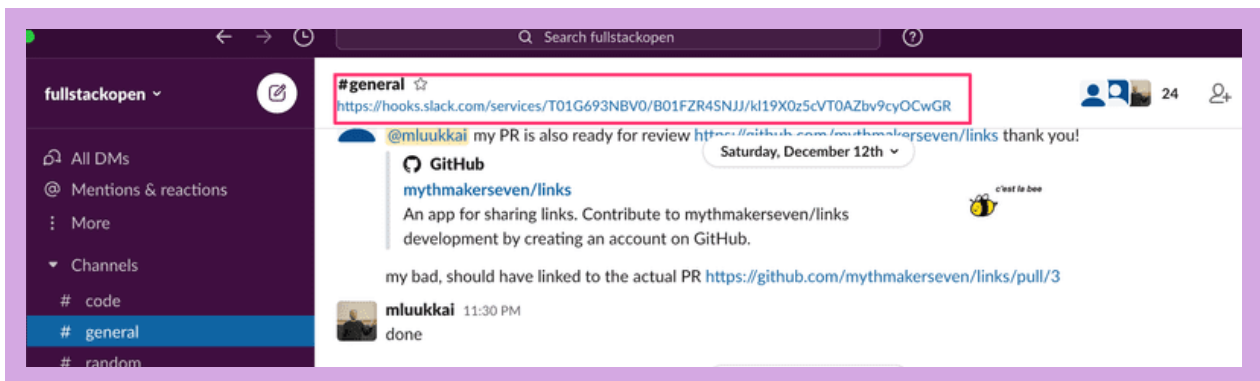 Search fullstackopen
fullstackopen
All DMs
Mentions & reactions
More
Channels
# code
# general
# random
#general
https://hooks.slack.com/services/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
24
@mluukkai my PR is also ready for review https://github.com/mythmakerseven/links thank you!
Saturday, December 12th
GitHub
mythmakerseven/links
An app for sharing links. Contribute to mythmakerseven/links
development by creating an account on GitHub.
c'est la bee
my bad, should have linked to the actual PR https://github.com/mythmakerseven/links/pull/3
mluukkai 11:30 PM
done